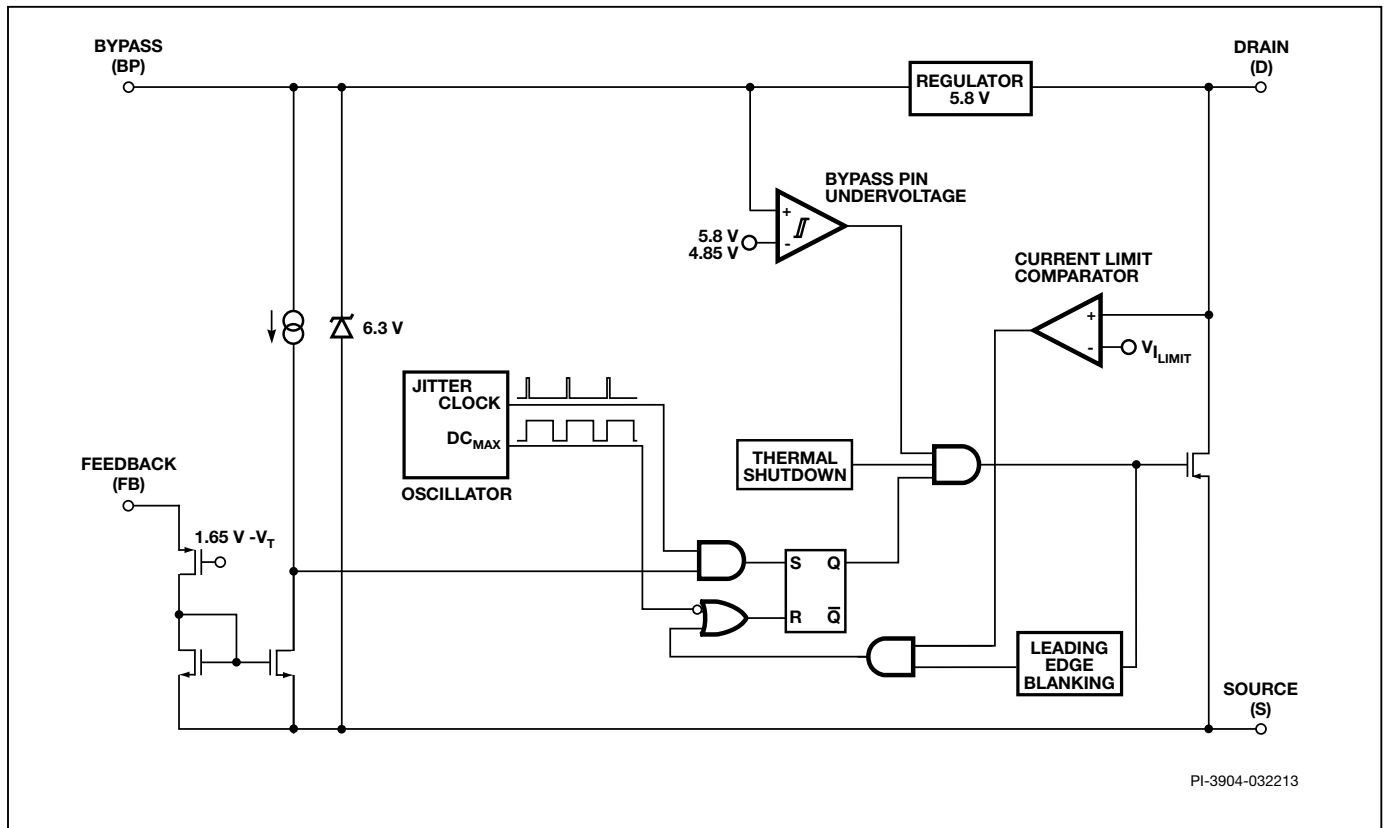 BYPASS
(BP)
DRAIN
(D)
REGULATOR
5.8 V
BYPASS PIN
UNDERVOLTAGE
+
-
5.8 V
4.85 V
CURRENT LIMIT
COMPARATOR
+
-
VILIMIT
6.3 V
JITTER
CLOCK
DCMAX
OSCILLATOR
THERMAL
SHUTDOWN
FEEDBACK
(FB)
1.65 V -VT
S Q
R Q̅
LEADING
EDGE
BLANKING
SOURCE
(S)
PI-3904-032213